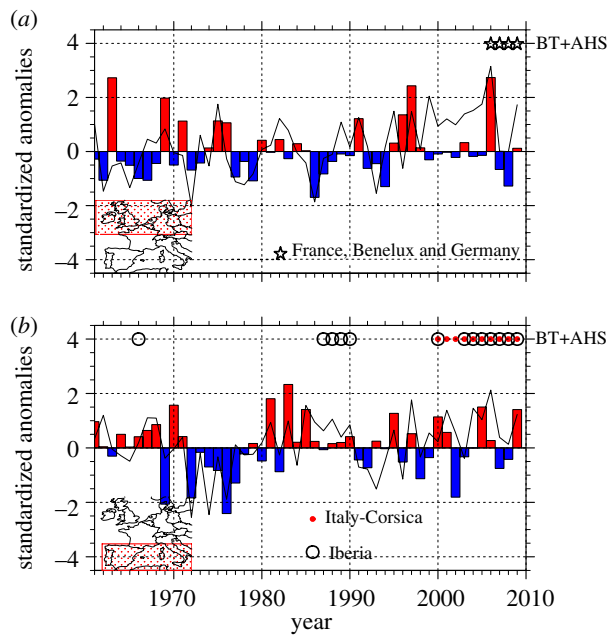 (a)
4
2
0
−2
−4
standardized anomalies
BT+AHS
France, Benelux and Germany
(b)
4
2
0
−2
−4
standardized anomalies
BT+AHS
Italy-Corsica
Iberia
1970 1980 1990 2000 2010
year